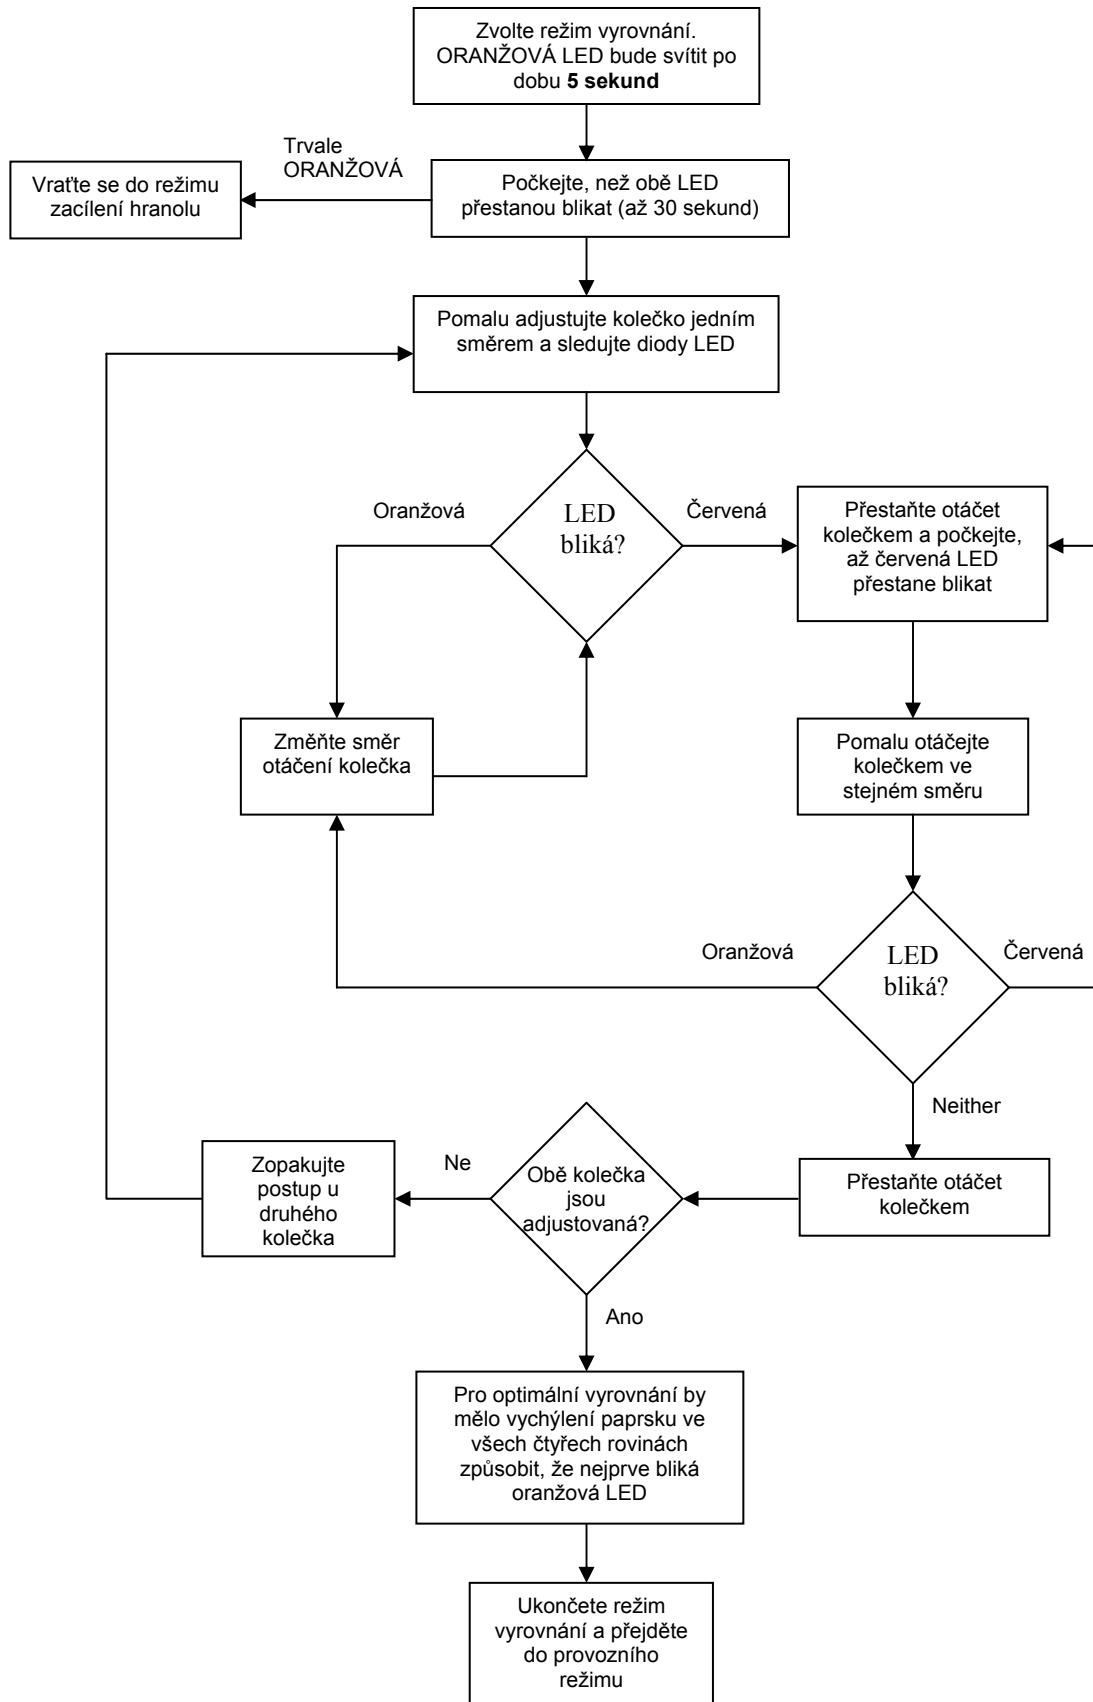 Zvolte režim vyrovnání.
ORANŽOVÁ LED bude svítit po
dobu 5 sekund
Trvale
ORANŽOVÁ
Vraťte se do režimu
zacílení hranolu
Počkejte, než obě LED
přestanou blikat (až 30 sekund)
Pomalu adjustujte kolečko jedním
směrem a sledujte diody LED
Oranžová
LED
bliká?
Červená
Přestaňte otáčet
kolečkem a počkejte,
až červená LED
přestane blikat
Změňte směr
otáčení kolečka
Pomalu otáčejte
kolečkem ve
stejném směru
Oranžová
LED
bliká?
Červená
Neither
Zopakujte
postup u
druhého
kolečka
Ne
Obě kolečka
jsou
adjustovaná?
Přestaňte otáčet
kolečkem
Ano
Pro optimální vyrovnání by
mělo vychýlení paprsku ve
všech čtyřech rovinách
způsobit, že nejprve bliká
oranžová LED
Ukončete režim
vyrovnání a přejděte
do provozního
režimu